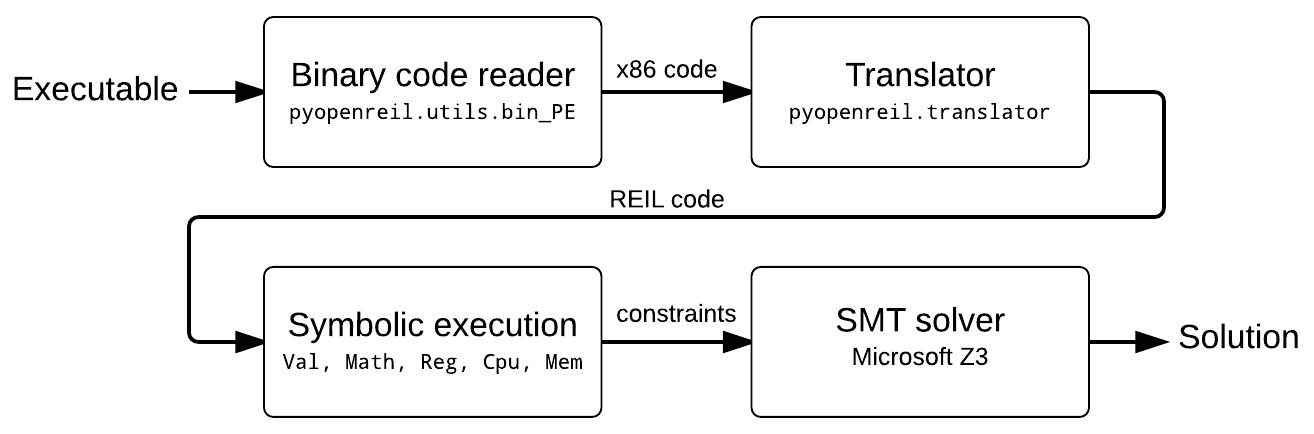 Executable
Binary code reader
pyopenreil.utils.bin_PE
x86 code
Translator
pyopenreil.translator
REIL code
Symbolic execution
Val, Math, Reg, Cpu, Mem
constraints
SMT solver
Microsoft Z3
Solution